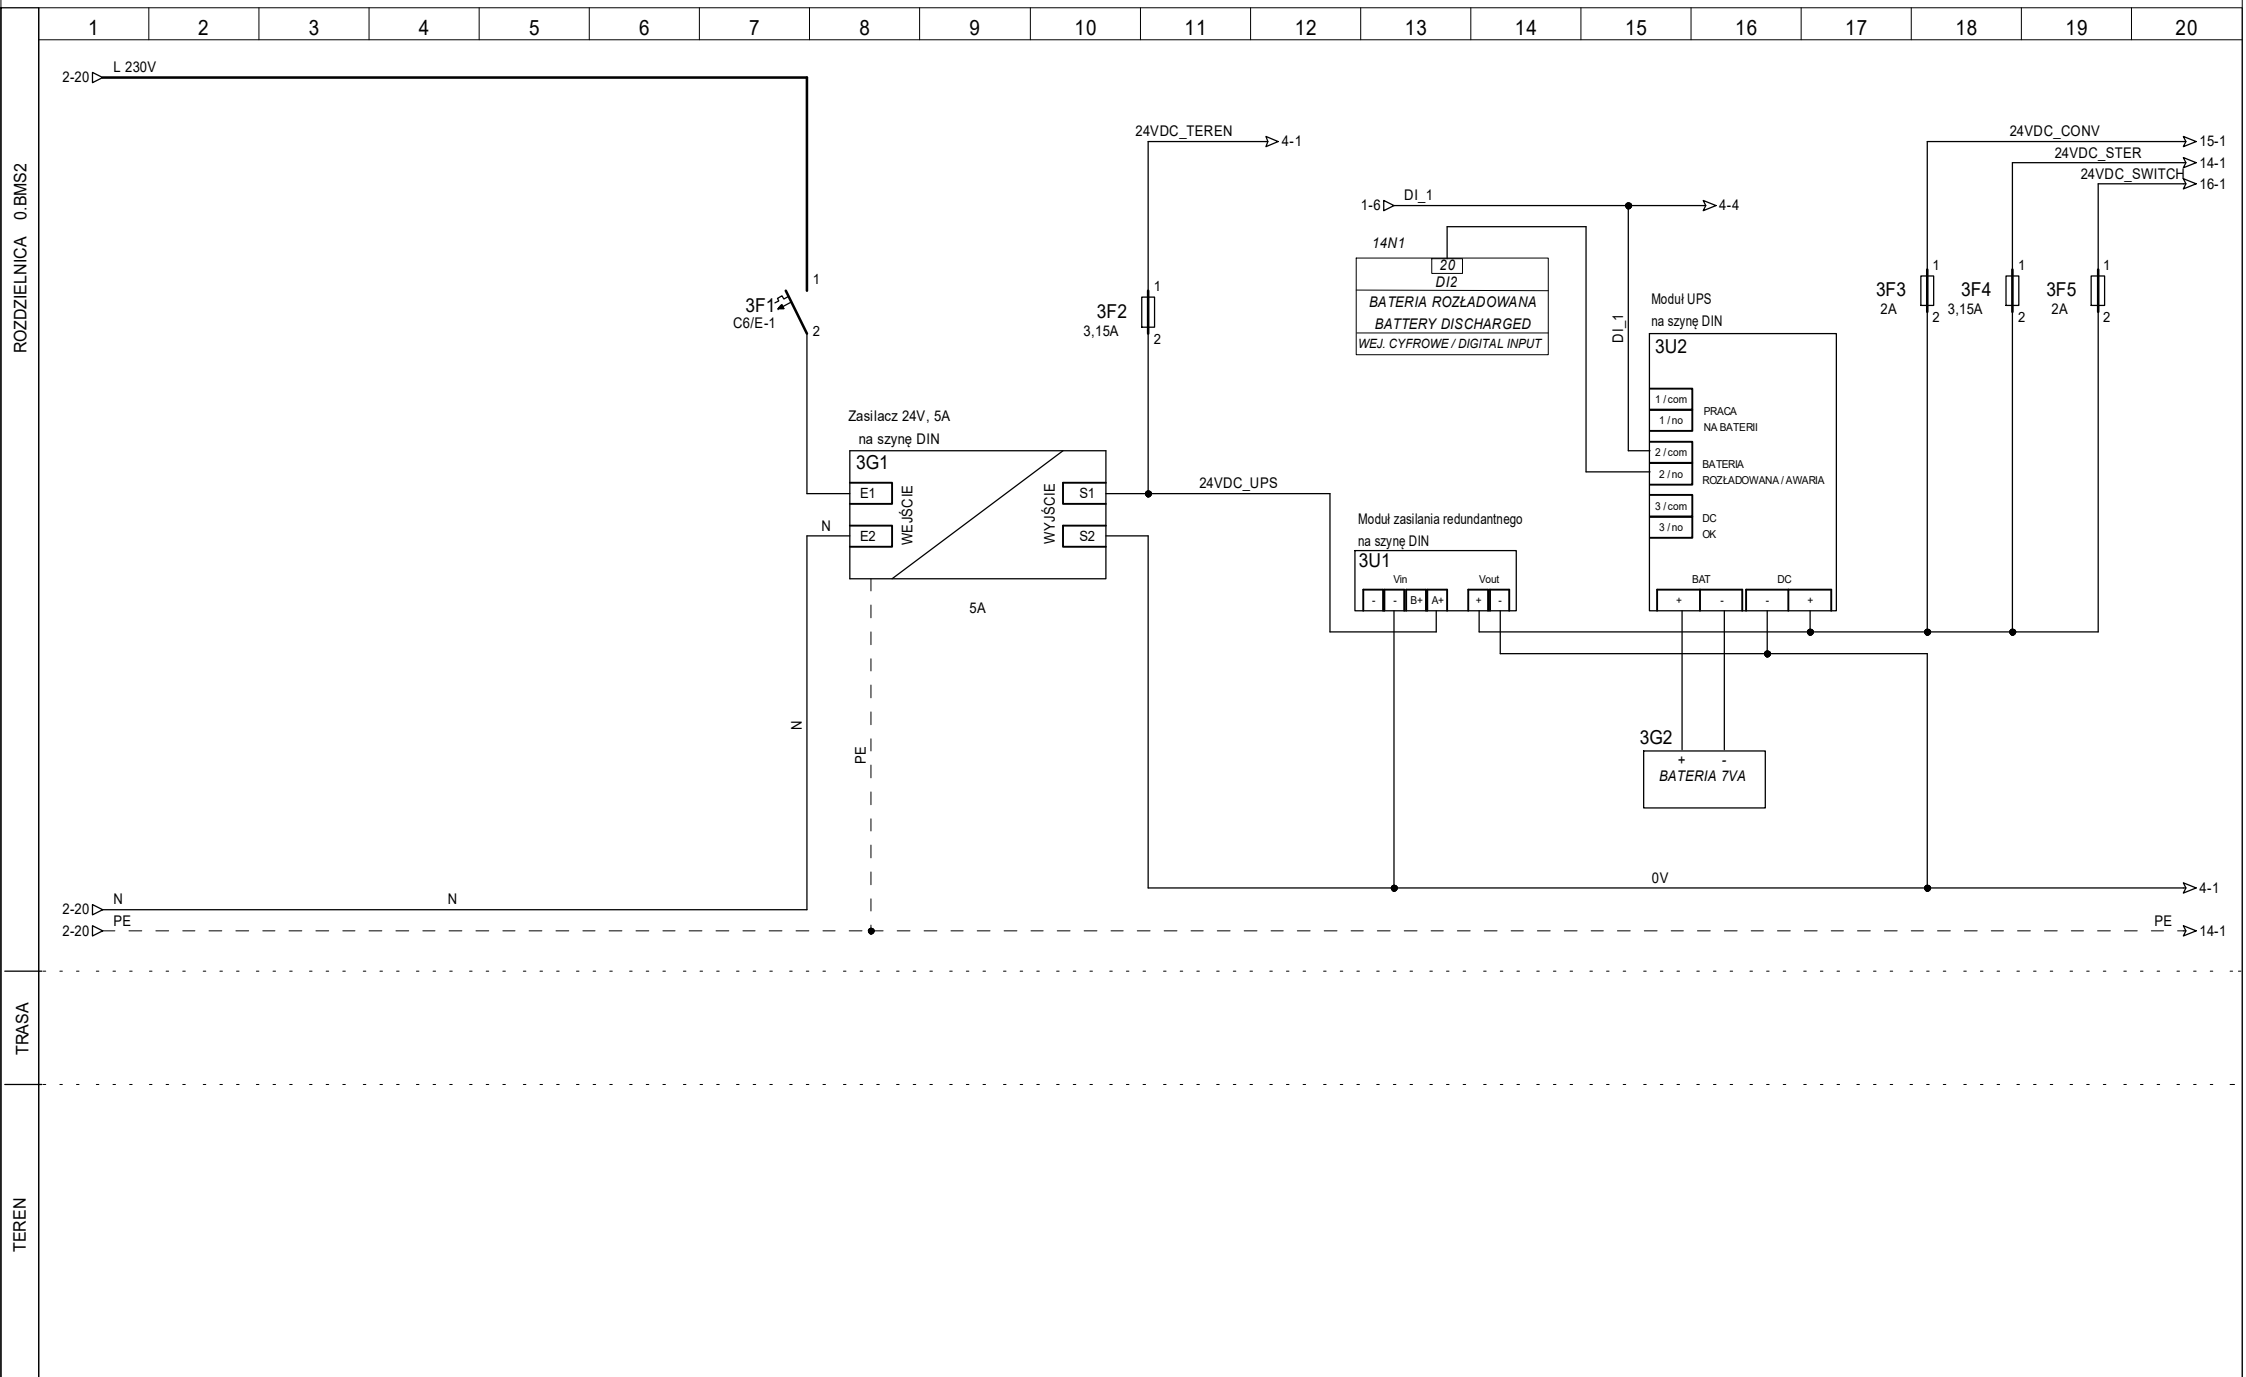 1 2 3 4 5 6 7 8 9 10 11 12 13 14 15 16 17 18 19 20
ROZDZIELNICA 0.BMS2
TRASA
TEREN
2-20 L 230V
3F1
C6/E-1
1
2
24VDC_TEREN 4-1
3F2
3,15A
1
2
Zasilacz 24V, 5A
na szynę DIN
3G1
E1
E2
WEJŚCIE
WYJŚCIE
S1
S2
5A
N
N
PE
24VDC_UPS
1-6 DI_1 4-4
14N1
20
DI2
BATERIA ROZŁADOWANA
BATTERY DISCHARGED
WEJ. CYFROWE / DIGITAL INPUT
DI_1
Moduł zasilania redundantnego
na szynę DIN
3U1
Vin Vout
- - B+ A+ + -
Moduł UPS
na szynę DIN
3U2
1 / com
1 / no
PRACA
NA BATERII
2 / com
2 / no
BATERIA
ROZŁADOWANA / AWARIA
3 / com
3 / no
DC
OK
BAT DC
+ - - +
3G2
+ -
BATERIA 7VA
24VDC_CONV 15-1
24VDC_STER 14-1
24VDC_SWITCH 16-1
3F3
2A
1
2
3F4
3,15A
1
2
3F5
2A
1
2
0V 4-1
2-20 N N
2-20 PE PE 14-1